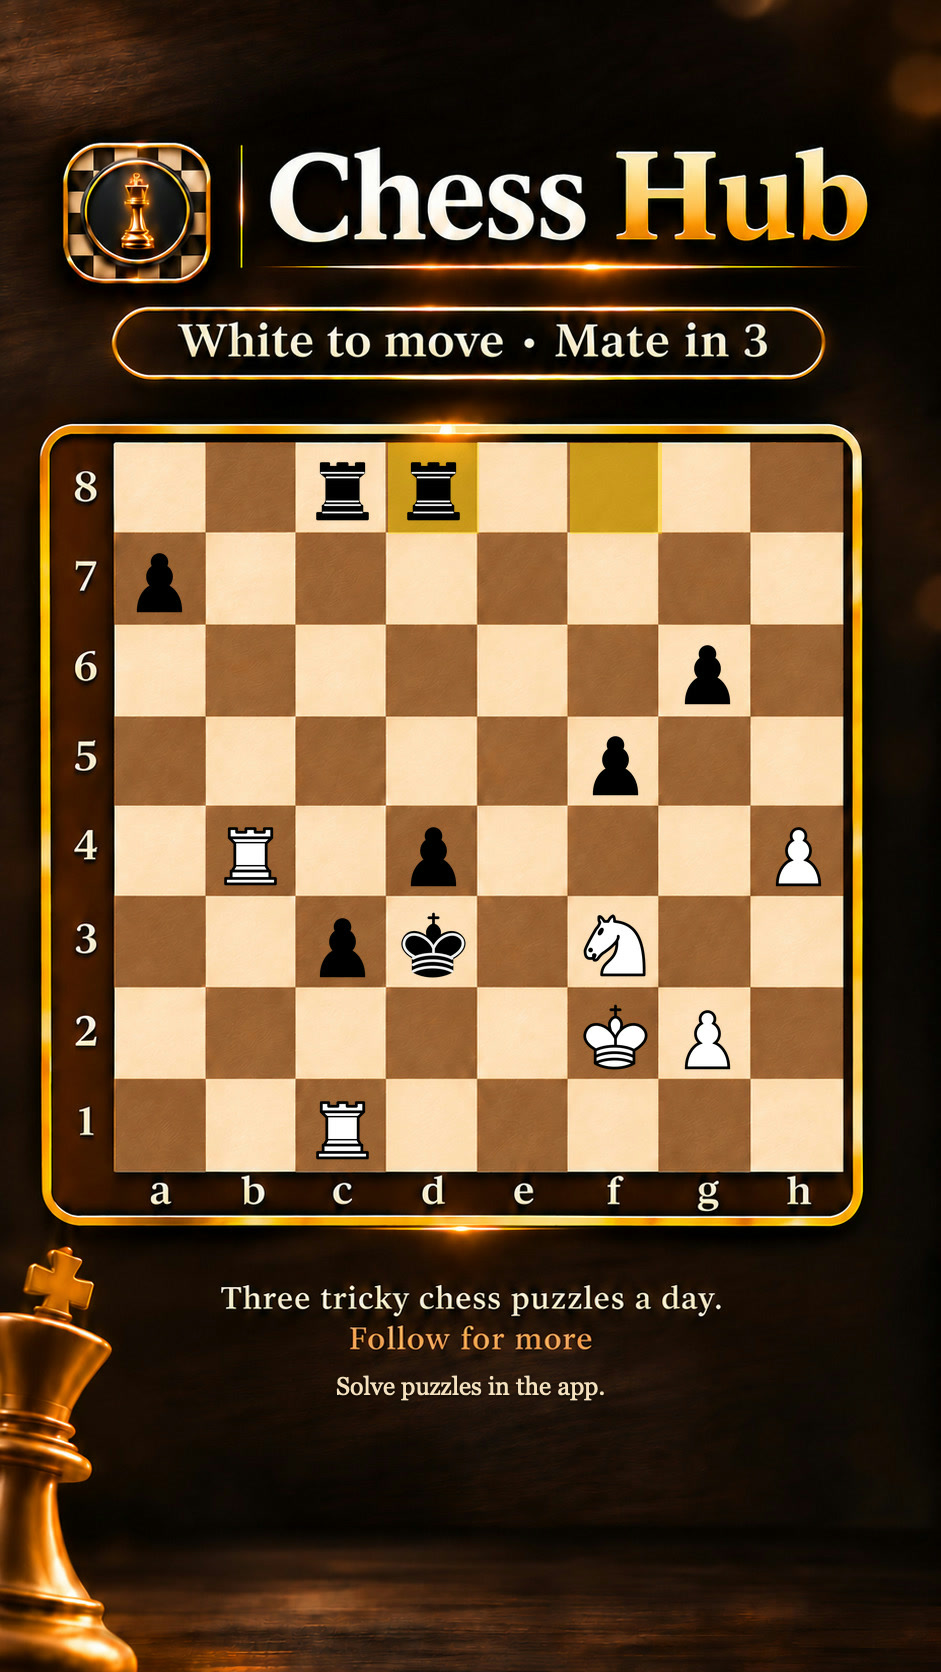 Chess Hub
White to move • Mate in 3
8
7
6
5
4
3
2
1
a b c d e f g h
Three tricky chess puzzles a day.
Follow for more
Solve puzzles in the app.